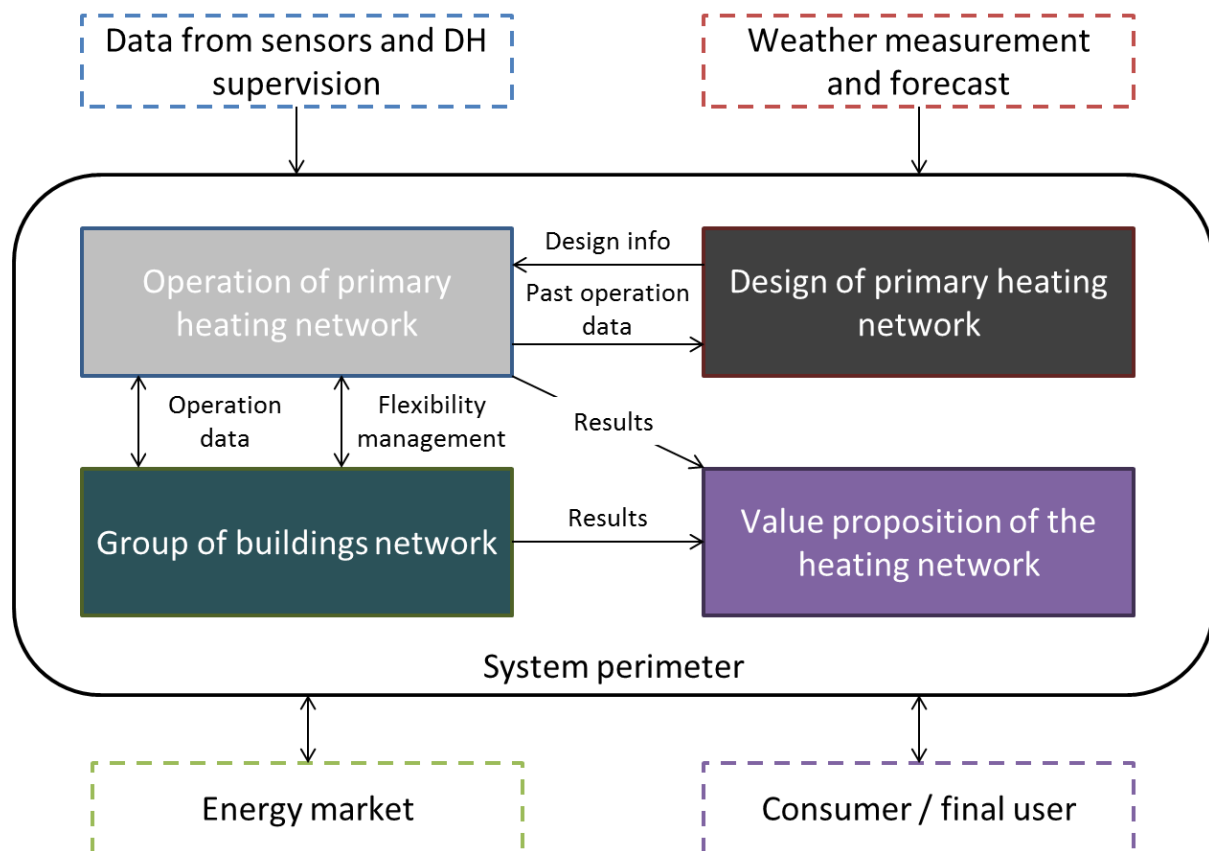 Data from sensors and DH
supervision
Weather measurement
and forecast
Operation of primary
heating network
Design info
Past operation
data
Design of primary heating
network
Operation
data
Flexibility
management
Results
Group of buildings network
Results
Value proposition of the
heating network
System perimeter
Energy market
Consumer / final user